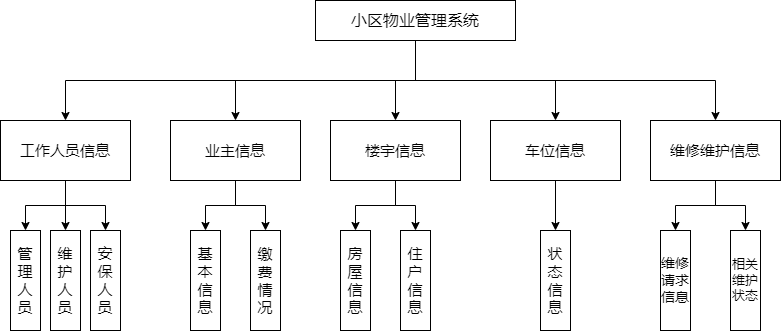 小区物业管理系统
工作人员信息
业主信息
楼宇信息
车位信息
维修维护信息
管理人员
维护人员
安保人员
基本信息
缴费情况
房屋信息
住户信息
状态信息
维修
请求
信息
相关
维护
状态